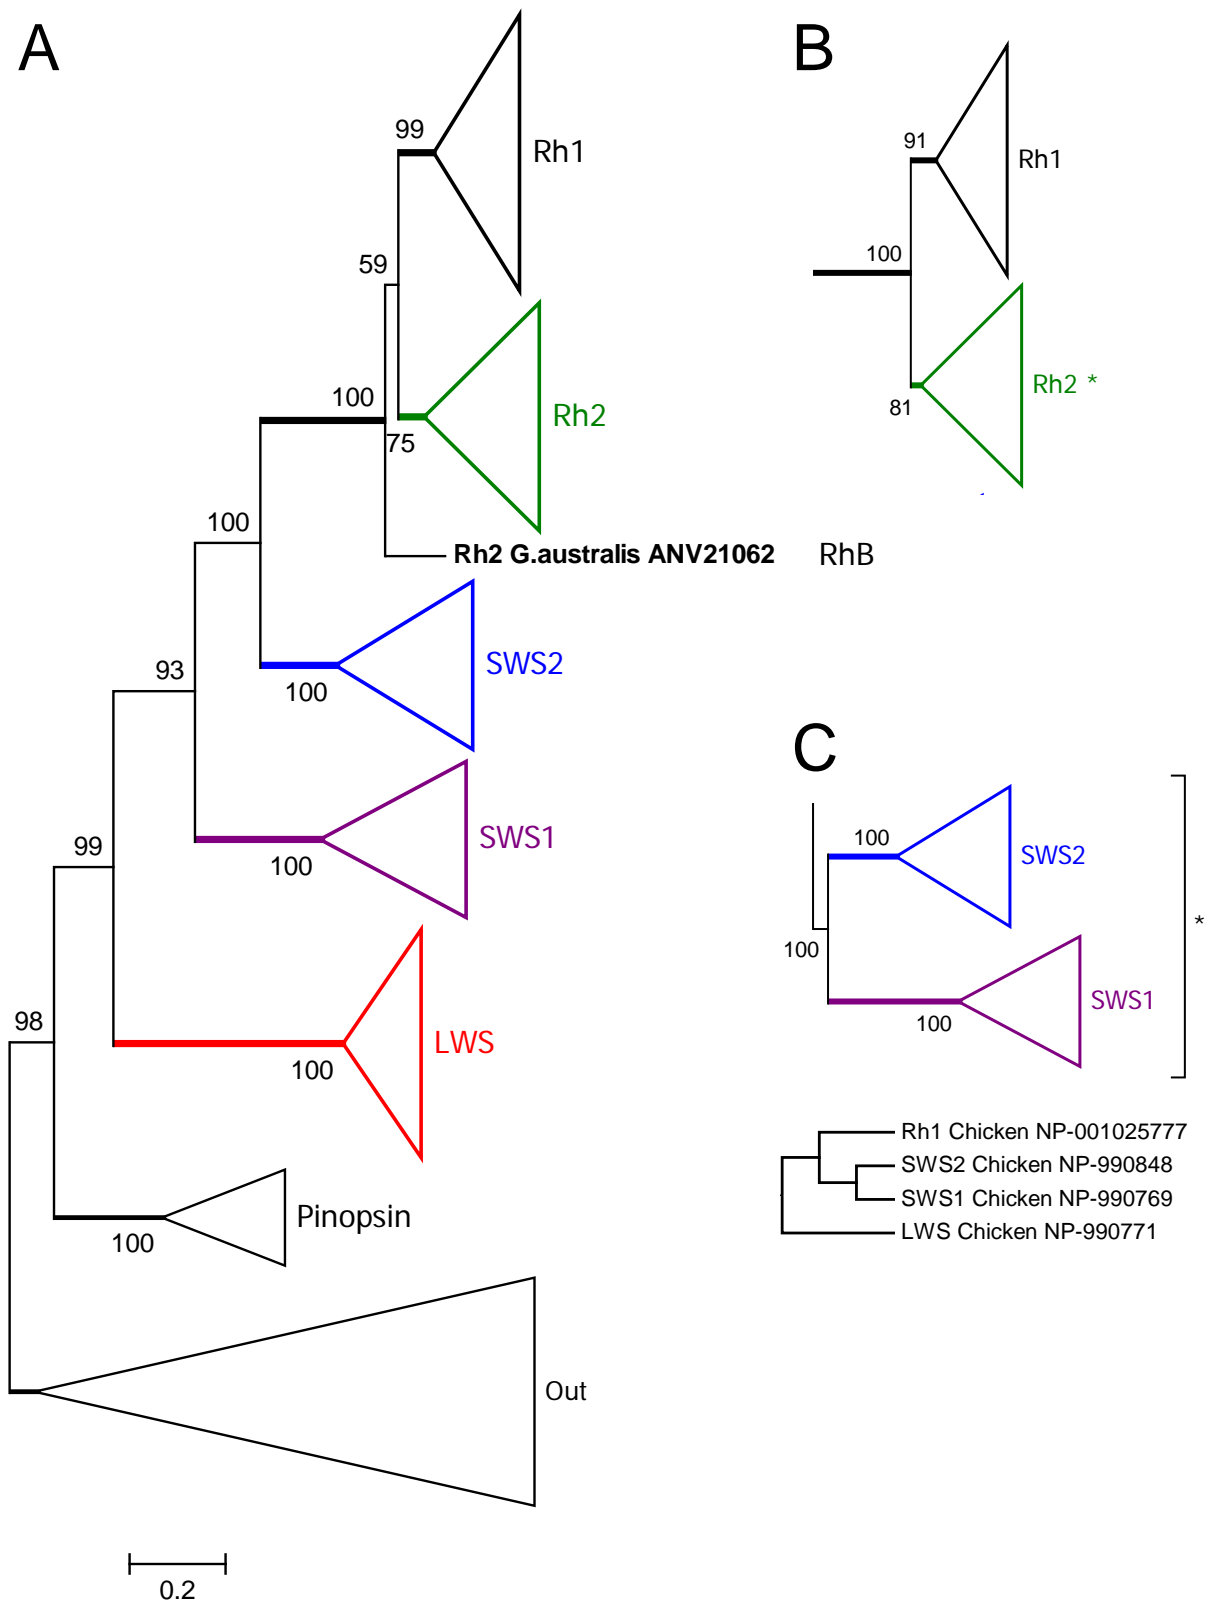 A
99
Rh1
59
Rh2
100
75
Rh2 G.australis ANV21062 RhB
100
SWS2
100
93
SWS1
100
99
LWS
100
98
Pinopsin
100
Out
0.2
B
91
Rh1
100
Rh2 *
81
C
100
SWS2
100
SWS1
100
*
Rh1 Chicken NP-001025777
SWS2 Chicken NP-990848
SWS1 Chicken NP-990769
LWS Chicken NP-990771